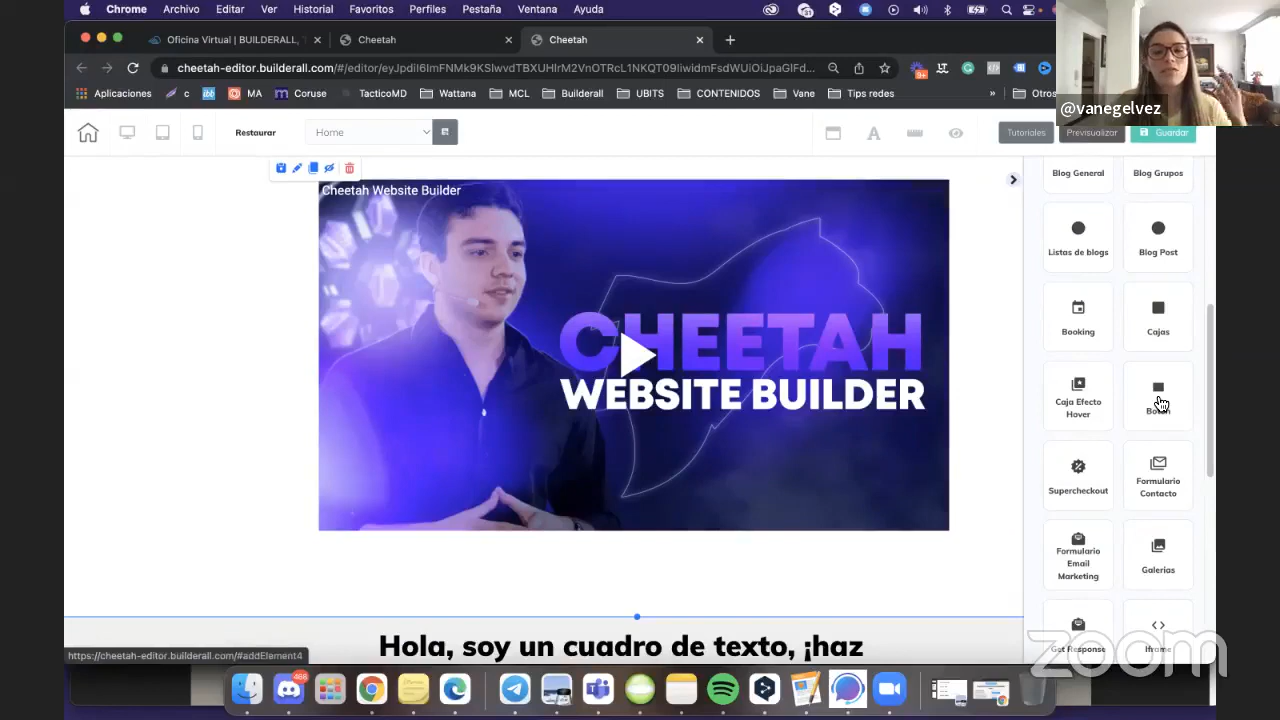 Chrome Archivo Editar Ver Historial Favoritos Perfiles Pestaña Ventana Ayuda
Oficina Virtual | BUILDERALL,
Cheetah
Cheetah
cheetah-editor.builderall.com/#/editor/
Aplicaciones c MA Coruse TacticoMD Wattana MCL Builderall UBITS CONTENIDOS Vane Tips redes Otros
@vanegelvez
Restaurar
Home
Tutoriales
Previsualizar
Guardar
Cheetah Website Builder
CHEETAH
WEBSITE BUILDER
Blog General
Blog Grupos
Listas de blogs
Blog Post
Booking
Cajas
Caja Efecto
Hover
Supercheckout
Formulario
Contacto
Formulario
Email
Marketing
Galerias
Get Response
Iframe
Hola, soy un cuadro de texto, ¡haz
https://cheetah-editor.builderall.com/#addElement4
468
zoom